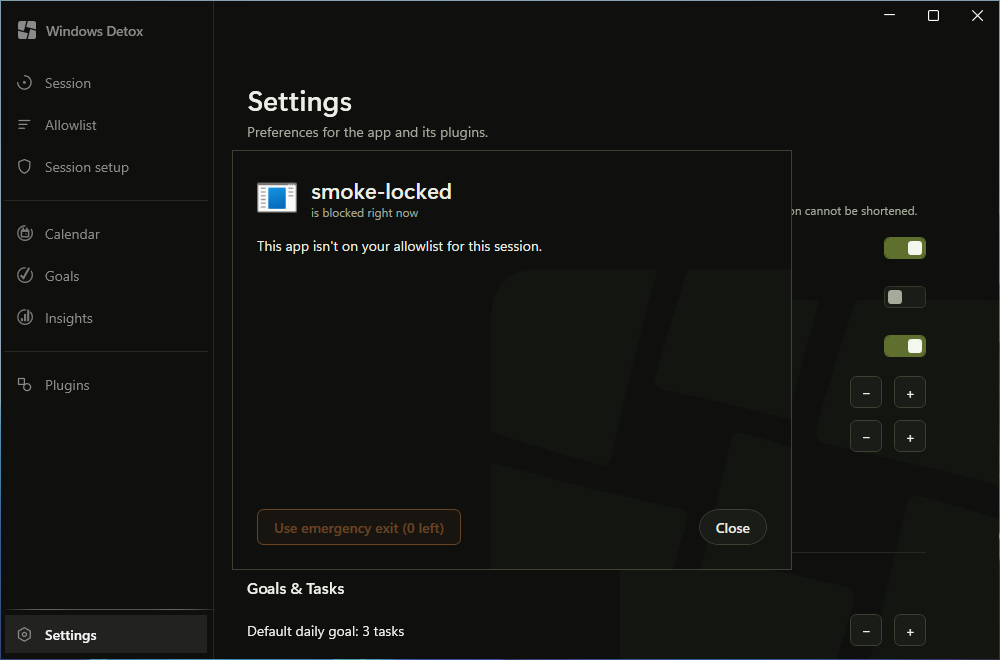 Windows Detox
Session
Allowlist
Session setup
Calendar
Goals
Insights
Plugins
Settings
Settings
Preferences for the app and its plugins.
cannot be shortened.
smoke-locked
is blocked right now
This app isn't on your allowlist for this session.
Use emergency exit (0 left)
Close
− +
− +
Goals & Tasks
Default daily goal: 3 tasks
− +